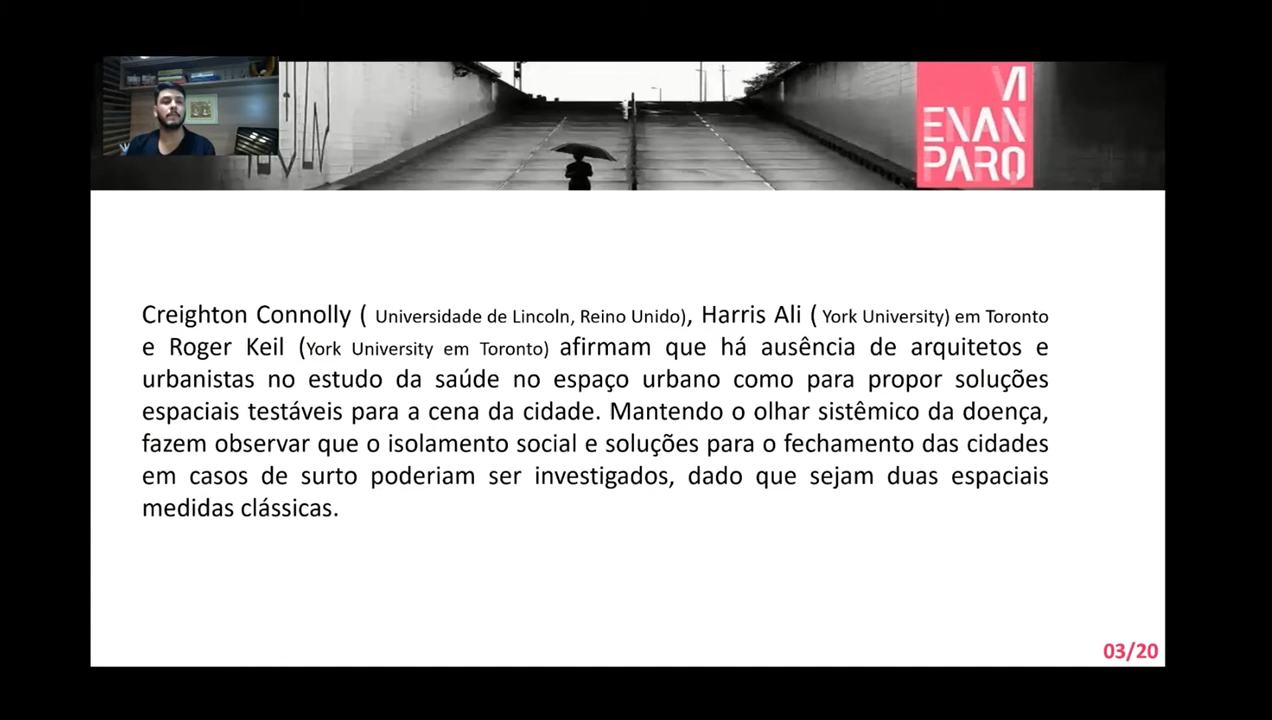 VI
ENAN
PARQ
Creighton Connolly ( Universidade de Lincoln, Reino Unido), Harris Ali ( York University) em Toronto
e Roger Keil (York University em Toronto) afirmam que há ausência de arquitetos e
urbanistas no estudo da saúde no espaço urbano como para propor soluções
espaciais testáveis para a cena da cidade. Mantendo o olhar sistêmico da doença,
fazem observar que o isolamento social e soluções para o fechamento das cidades
em casos de surto poderiam ser investigados, dado que sejam duas espaciais
medidas clássicas.
03/20